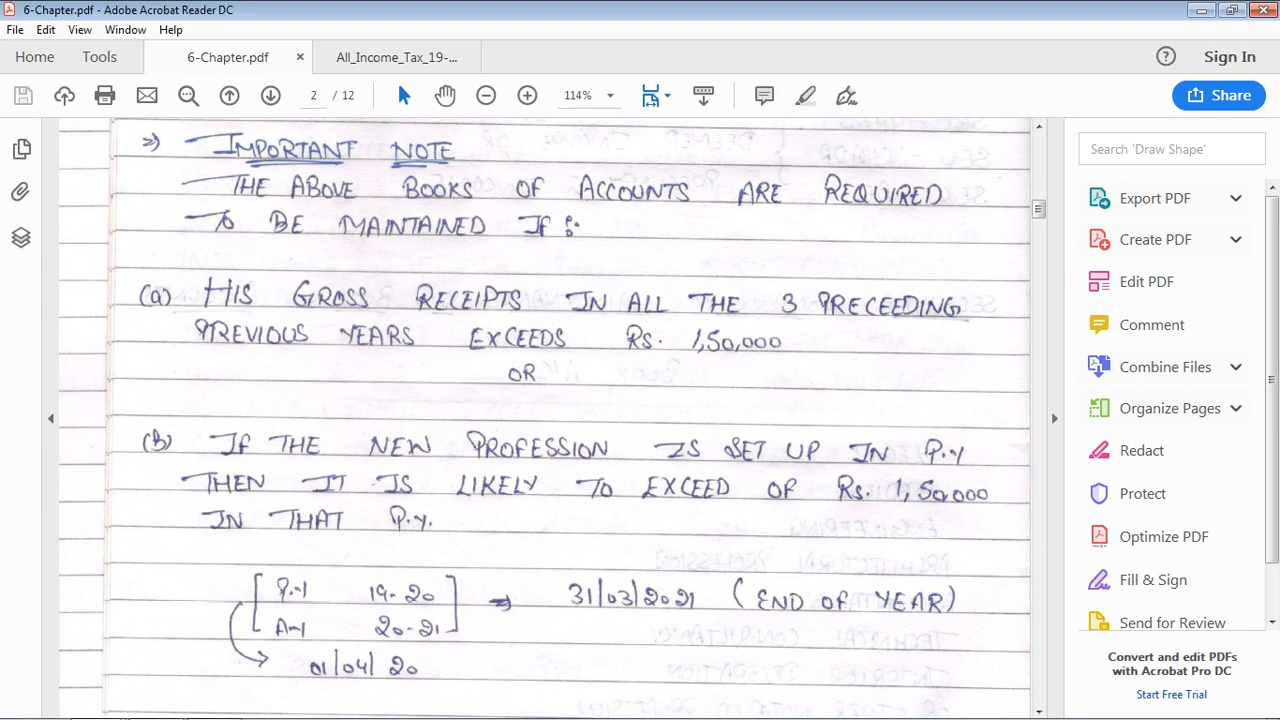 6-Chapter.pdf - Adobe Acrobat Reader DC
File Edit View Window Help
Home Tools 6-Chapter.pdf × All_Income_Tax_19-... Sign In
2 / 12 114% Share
⇒) IMPORTANT NOTE
THE ABOVE BOOKS OF ACCOUNTS ARE REQUIRED
TO BE MAINTAINED IF :-
(a) HIS GROSS RECEIPTS IN ALL THE 3 PRECEEDING
PREVIOUS YEARS EXCEEDS RS. 1,50,000
OR
(B) IF THE NEW PROFESSION IS SET UP IN P.Y
THEN IT IS LIKELY TO EXCEED OF RS. 1,50,000
IN THAT P.Y.
P.Y 19-20 → 31/03/2021 (END OF YEAR)
A-Y 20-21
01/04/20
Search 'Draw Shape'
Export PDF
Create PDF
Edit PDF
Comment
Combine Files
Organize Pages
Redact
Protect
Optimize PDF
Fill & Sign
Send for Review
Convert and edit PDFs
with Acrobat Pro DC
Start Free Trial